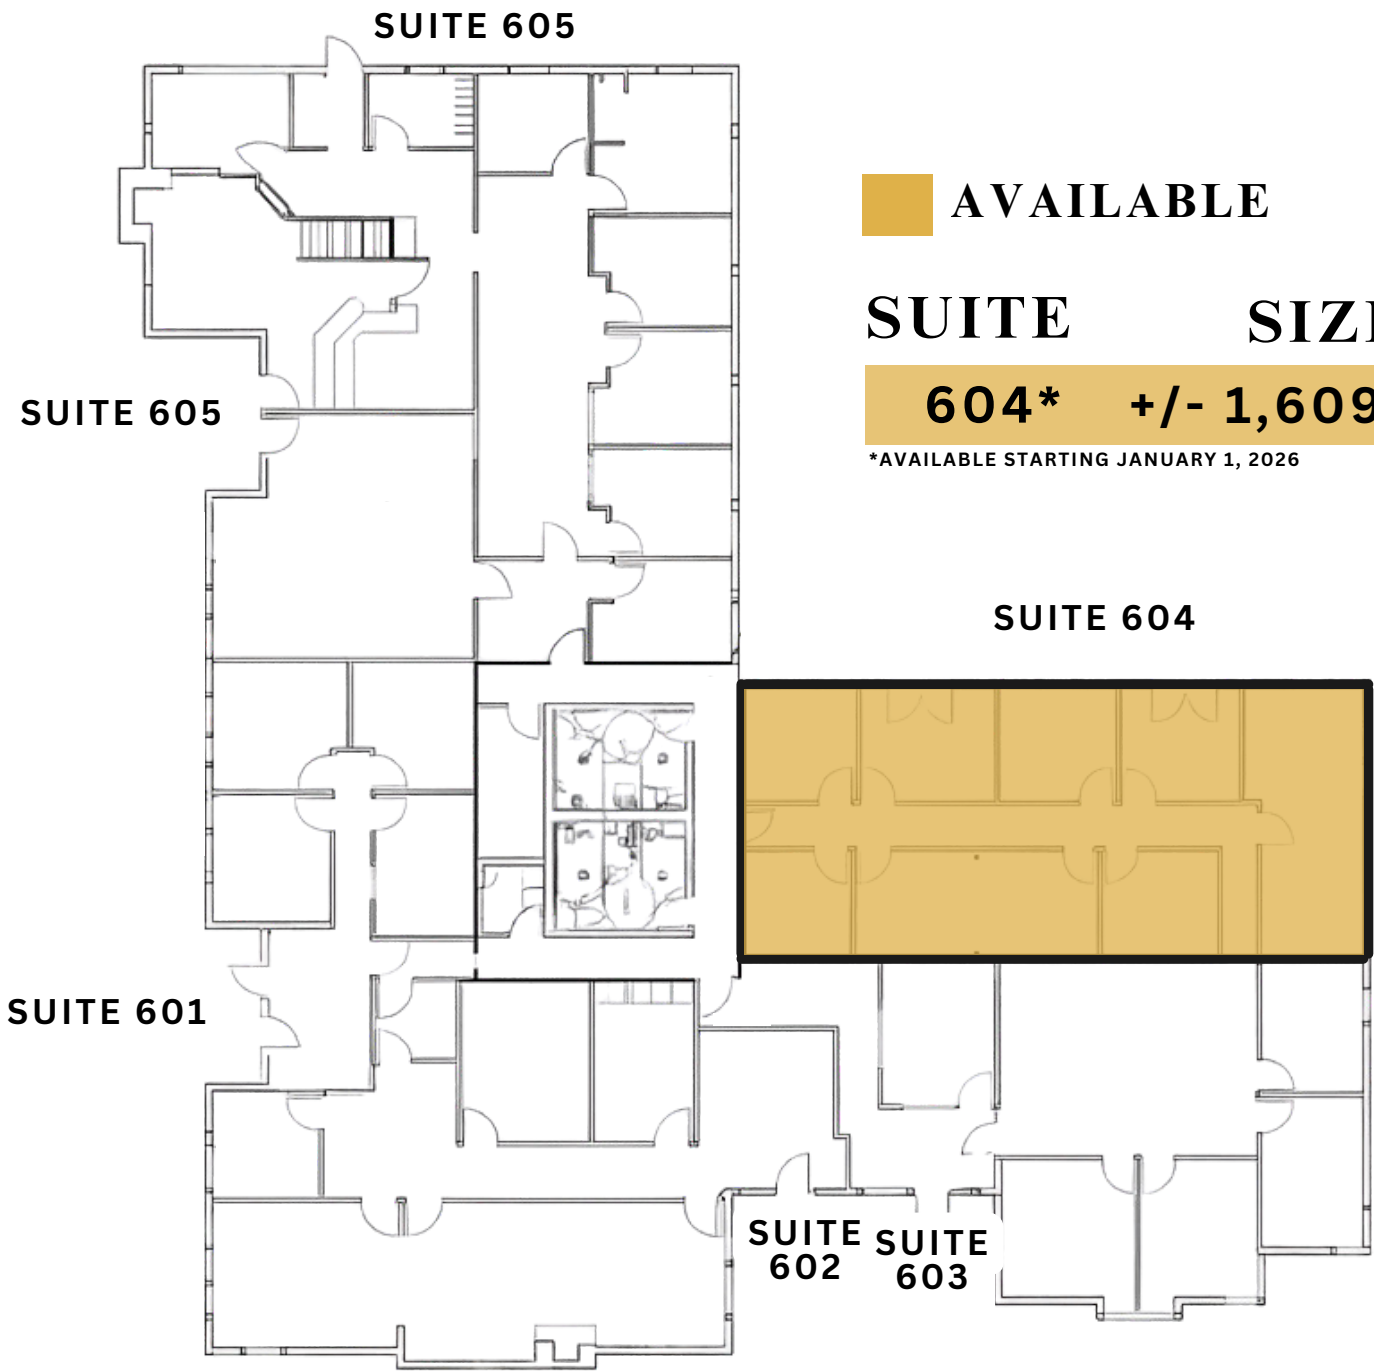 SUITE 605
AVAILABLE
SUITE
604* +/- 1,609
*AVAILABLE STARTING JANUARY 1, 2026
SUITE 605
SUITE 604
SUITE 601
SUITE
602
SUITE
603